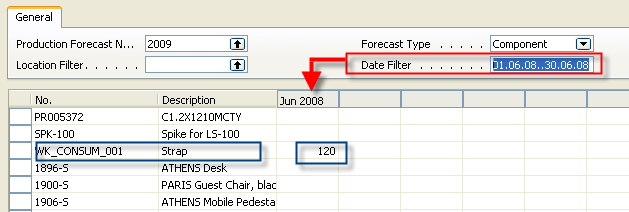 General
Production Forecast N... 2009 Forecast Type . . . . . Component
Location Filter . . . . . . Date Filter . . . . . . . 01.06.08..30.06.08
No. Description Jun 2008
PR005372 C1.2X1210MCTY
SPK-100 Spike for LS-100
WK_CONSUM_001 Strap 120
1896-S ATHENS Desk
1900-S PARIS Guest Chair, blac
1906-S ATHENS Mobile Pedesta